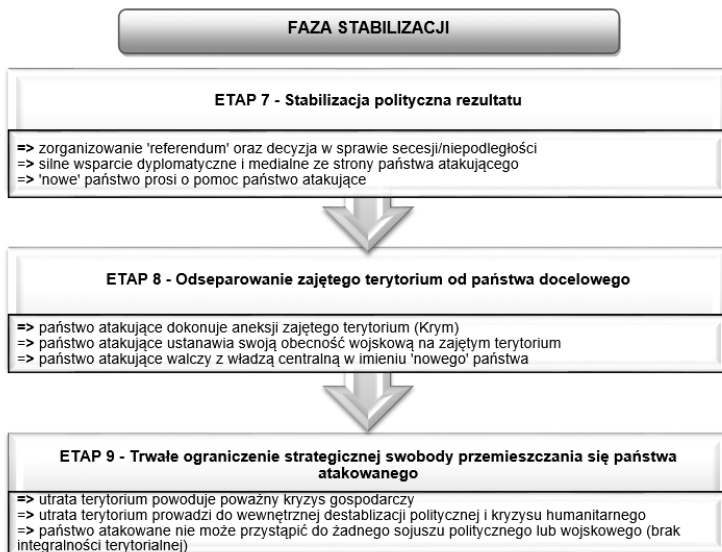 FAZA STABILIZACJI
ETAP 7 - Stabilizacja polityczna rezultatu
=> zorganizowanie 'referendum' oraz decyzja w sprawie secesji/niepodległości
=> silne wsparcie dyplomatyczne i medialne ze strony państwa atakującego
=> 'nowe' państwo prosi o pomoc państwo atakujące
ETAP 8 - Odseparowanie zajętego terytorium od państwa docelowego
=> państwo atakujące dokonuje aneksji zajętego terytorium (Krym)
=> państwo atakujące ustanawia swoją obecność wojskową na zajętym terytorium
=> państwo atakujące walczy z władzą centralną w imieniu 'nowego' państwa
ETAP 9 - Trwałe ograniczenie strategicznej swobody przemieszczania się państwa
atakowanego
=> utrata terytorium powoduje poważny kryzys gospodarczy
=> utrata terytorium prowadzi do wewnętrznej destablizacji politycznej i kryzysu humanitarnego
=> państwo atakowane nie może przystąpić do żadnego sojuszu politycznego lub wojskowego (brak
integralności terytorialnej)